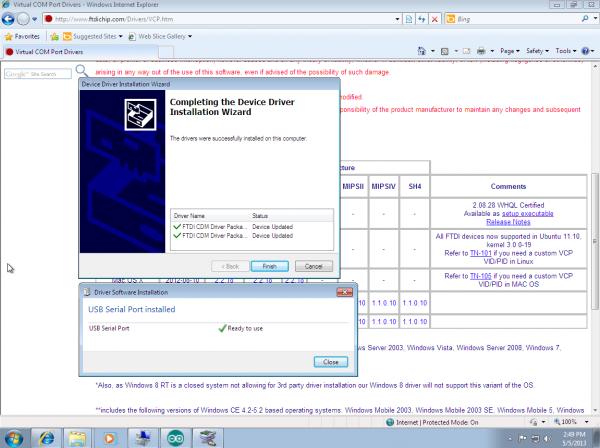 Virtual COM Port Drivers - Windows Internet Explorer
http://www.ftdichip.com/Drivers/VCP.htm
Bing
Favorites
Suggested Sites
Web Slice Gallery
Virtual COM Port Drivers
Page
Safety
Tools
Google™ Site Search
arising in any way out of the use of this software, even if advised of the possibility of such damage.
Device Driver Installation Wizard
Completing the Device Driver
Installation Wizard
The drivers were successfully installed on this computer.
modified.
ponsibility of the product manufacturer to maintain any changes and subsequent
cture
MIPSII MIPSIV SH4 Comments
Driver Name Status
FTDI CDM Driver Packa... Device Updated
FTDI CDM Driver Packa... Device Updated
- - - 2.08.28 WHQL Certified
Available as setup executable
Release Notes
- - - All FTDI devices now supported in Ubuntu 11.10,
kernel 3.0.0-19
Refer to TN-101 if you need a custom VCP
VID/PID in Linux
< Back Finish Cancel
Mac OS X 2012-08-10 2.2.18 2.2.18 2.2.18 - - - - - Refer to TN-105 if you need a custom VCP
VID/PID in MAC OS
Driver Software Installation
USB Serial Port installed
USB Serial Port Ready to use
Close
0.10 1.1.0.10 1.1.0.10
0.10
ws Server 2003, Windows Vista, Windows Server 2008, Windows 7,
*Also, as Windows 8 RT is a closed system not allowing for 3rd party driver installation our Windows 8 driver will not support this variant of the OS.
**includes the following versions of Windows CE 4.2-5.2 based operating systems: Windows Mobile 2003, Windows Mobile 2003 SE, Windows Mobile 5, Windows
Internet | Protected Mode: On
100%
2:49 PM
5/5/2013